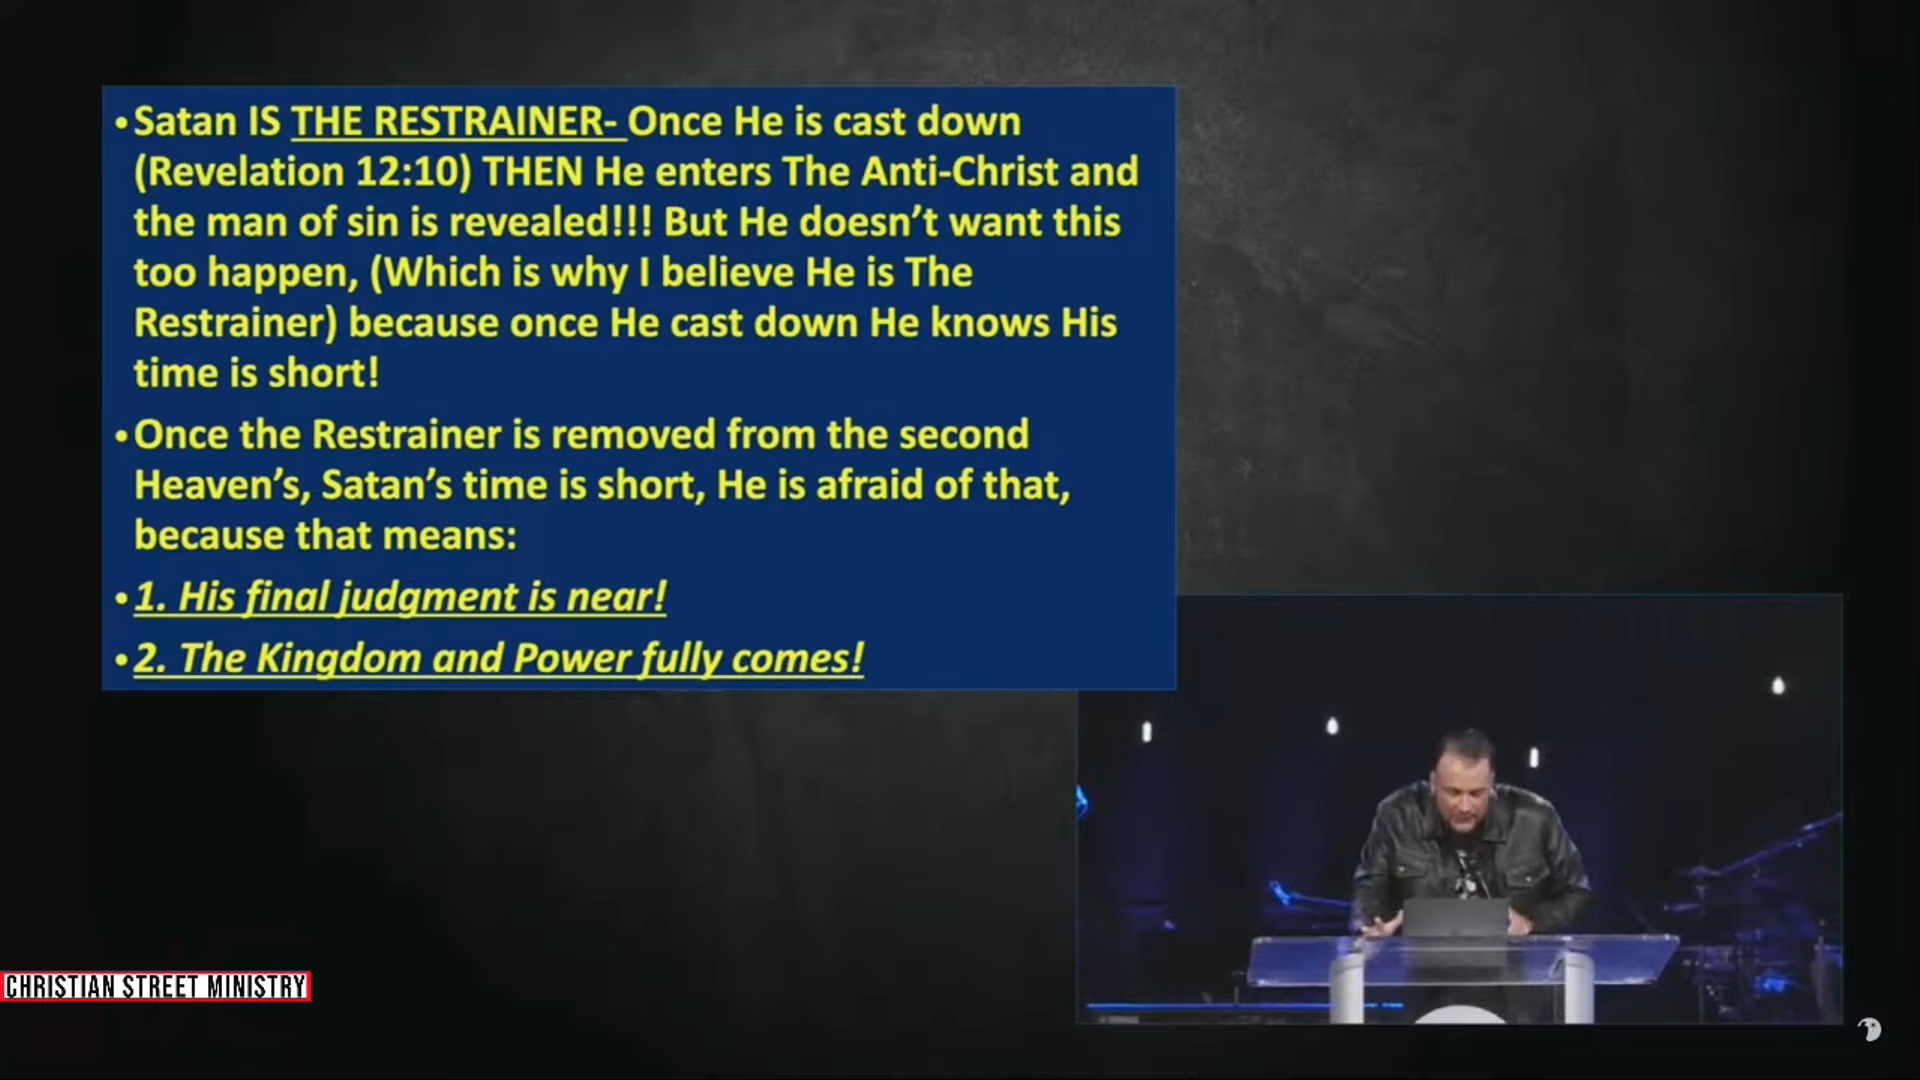 •Satan IS THE RESTRAINER- Once He is cast down
(Revelation 12:10) THEN He enters The Anti-Christ and
the man of sin is revealed!!! But He doesn’t want this
too happen, (Which is why I believe He is The
Restrainer) because once He cast down He knows His
time is short!
•Once the Restrainer is removed from the second
Heaven’s, Satan’s time is short, He is afraid of that,
because that means:
•1. His final judgment is near!
•2. The Kingdom and Power fully comes!
CHRISTIAN STREET MINISTRY